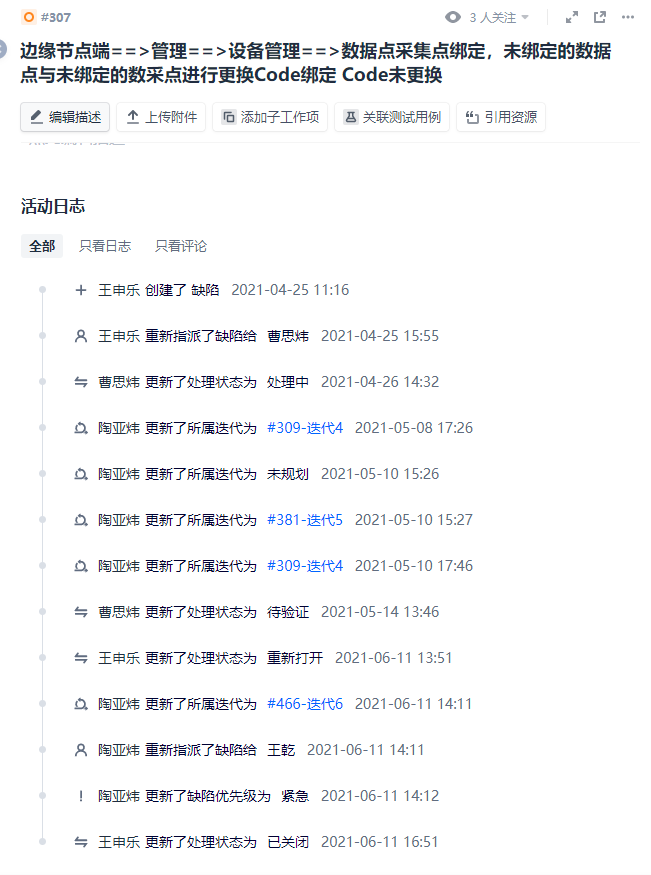 #307
3 人关注
边缘节点端==>管理==>设备管理==>数据点采集点绑定，未绑定的数据
点与未绑定的数采点进行更换Code绑定 Code未更换
编辑描述 上传附件 添加子工作项 关联测试用例 引用资源
活动日志
全部 只看日志 只看评论
王申乐 创建了 缺陷 2021-04-25 11:16
王申乐 重新指派了缺陷给 曹思炜 2021-04-25 15:55
曹思炜 更新了处理状态为 处理中 2021-04-26 14:32
陶亚炜 更新了所属迭代为 #309-迭代4 2021-05-08 17:26
陶亚炜 更新了所属迭代为 未规划 2021-05-10 15:26
陶亚炜 更新了所属迭代为 #381-迭代5 2021-05-10 15:27
陶亚炜 更新了所属迭代为 #309-迭代4 2021-05-10 17:46
曹思炜 更新了处理状态为 待验证 2021-05-14 13:46
王申乐 更新了处理状态为 重新打开 2021-06-11 13:51
陶亚炜 更新了所属迭代为 #466-迭代6 2021-06-11 14:11
陶亚炜 重新指派了缺陷给 王乾 2021-06-11 14:11
陶亚炜 更新了缺陷优先级为 紧急 2021-06-11 14:12
王申乐 更新了处理状态为 已关闭 2021-06-11 16:51